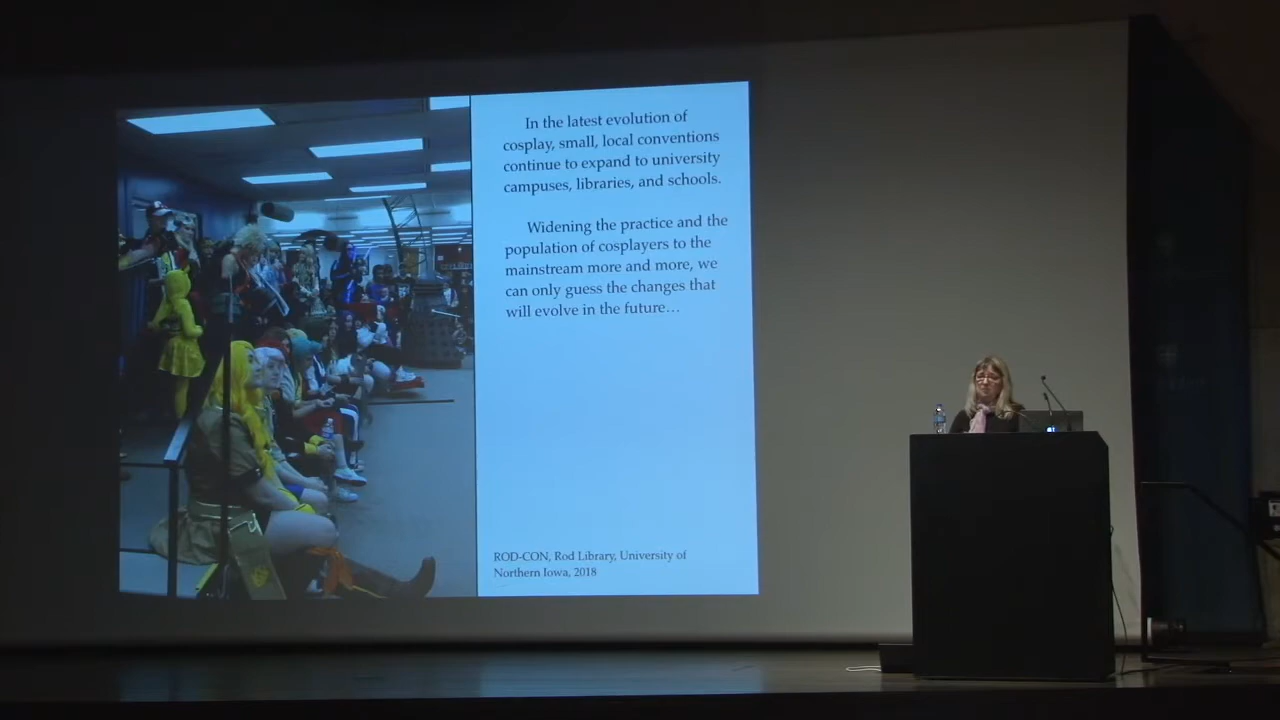 In the latest evolution of
cosplay, small, local conventions
continue to expand to university
campuses, libraries, and schools.
Widening the practice and the
population of cosplayers to the
mainstream more and more, we
can only guess the changes that
will evolve in the future…
ROD-CON, Rod Library, University of
Northern Iowa, 2018